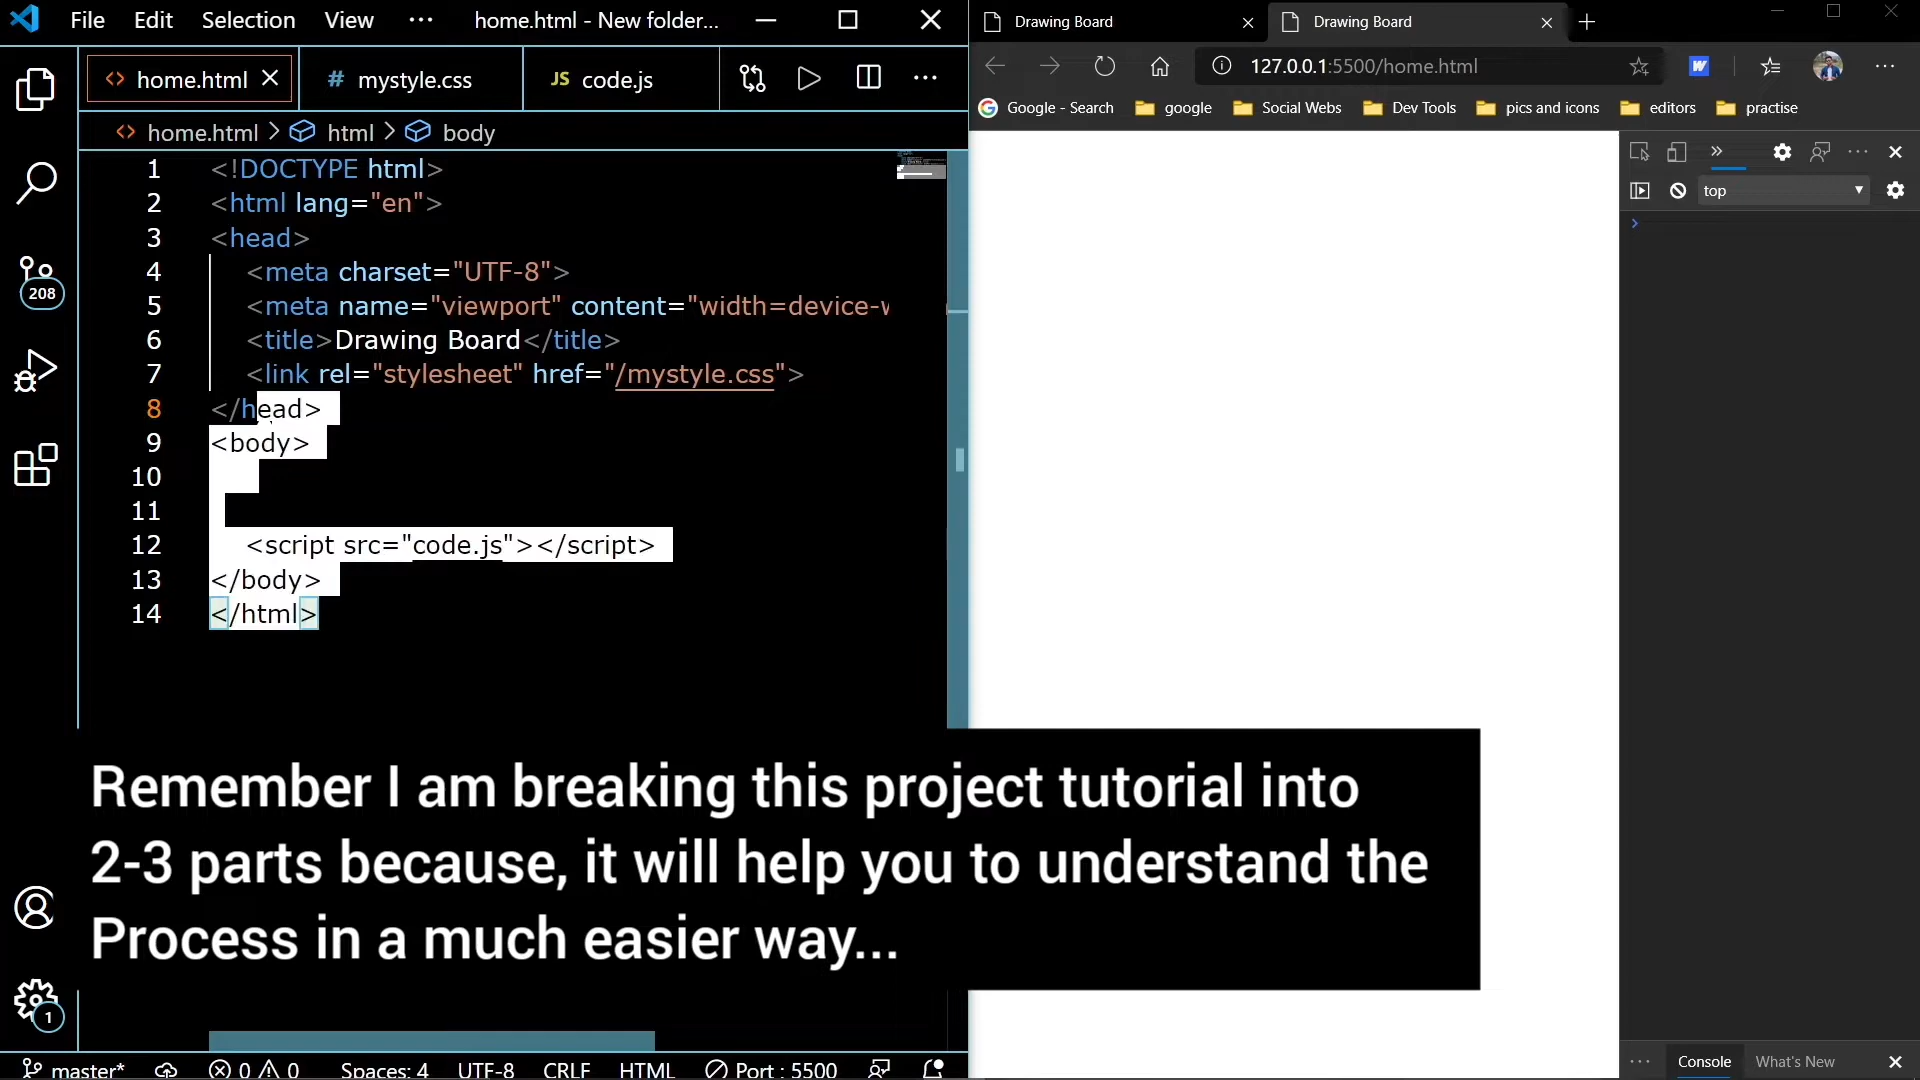 File Edit Selection View ··· home.html - New folder...
home.html mystyle.css JS code.js
home.html > html > body
1 <!DOCTYPE html>
2 <html lang="en">
3 <head>
4 <meta charset="UTF-8">
5 <meta name="viewport" content="width=device-w
6 <title>Drawing Board</title>
7 <link rel="stylesheet" href="/mystyle.css">
8 </head>
9 <body>
10
11
12 <script src="code.js"></script>
13 </body>
14 </html>
208
1
master* 0 0 Spaces: 4 UTF-8 CRLF HTML Port : 5500
Drawing Board Drawing Board
127.0.0.1:5500/home.html
Google - Search google Social Webs Dev Tools pics and icons editors practise
top
Console What's New
Remember I am breaking this project tutorial into
2-3 parts because, it will help you to understand the
Process in a much easier way...